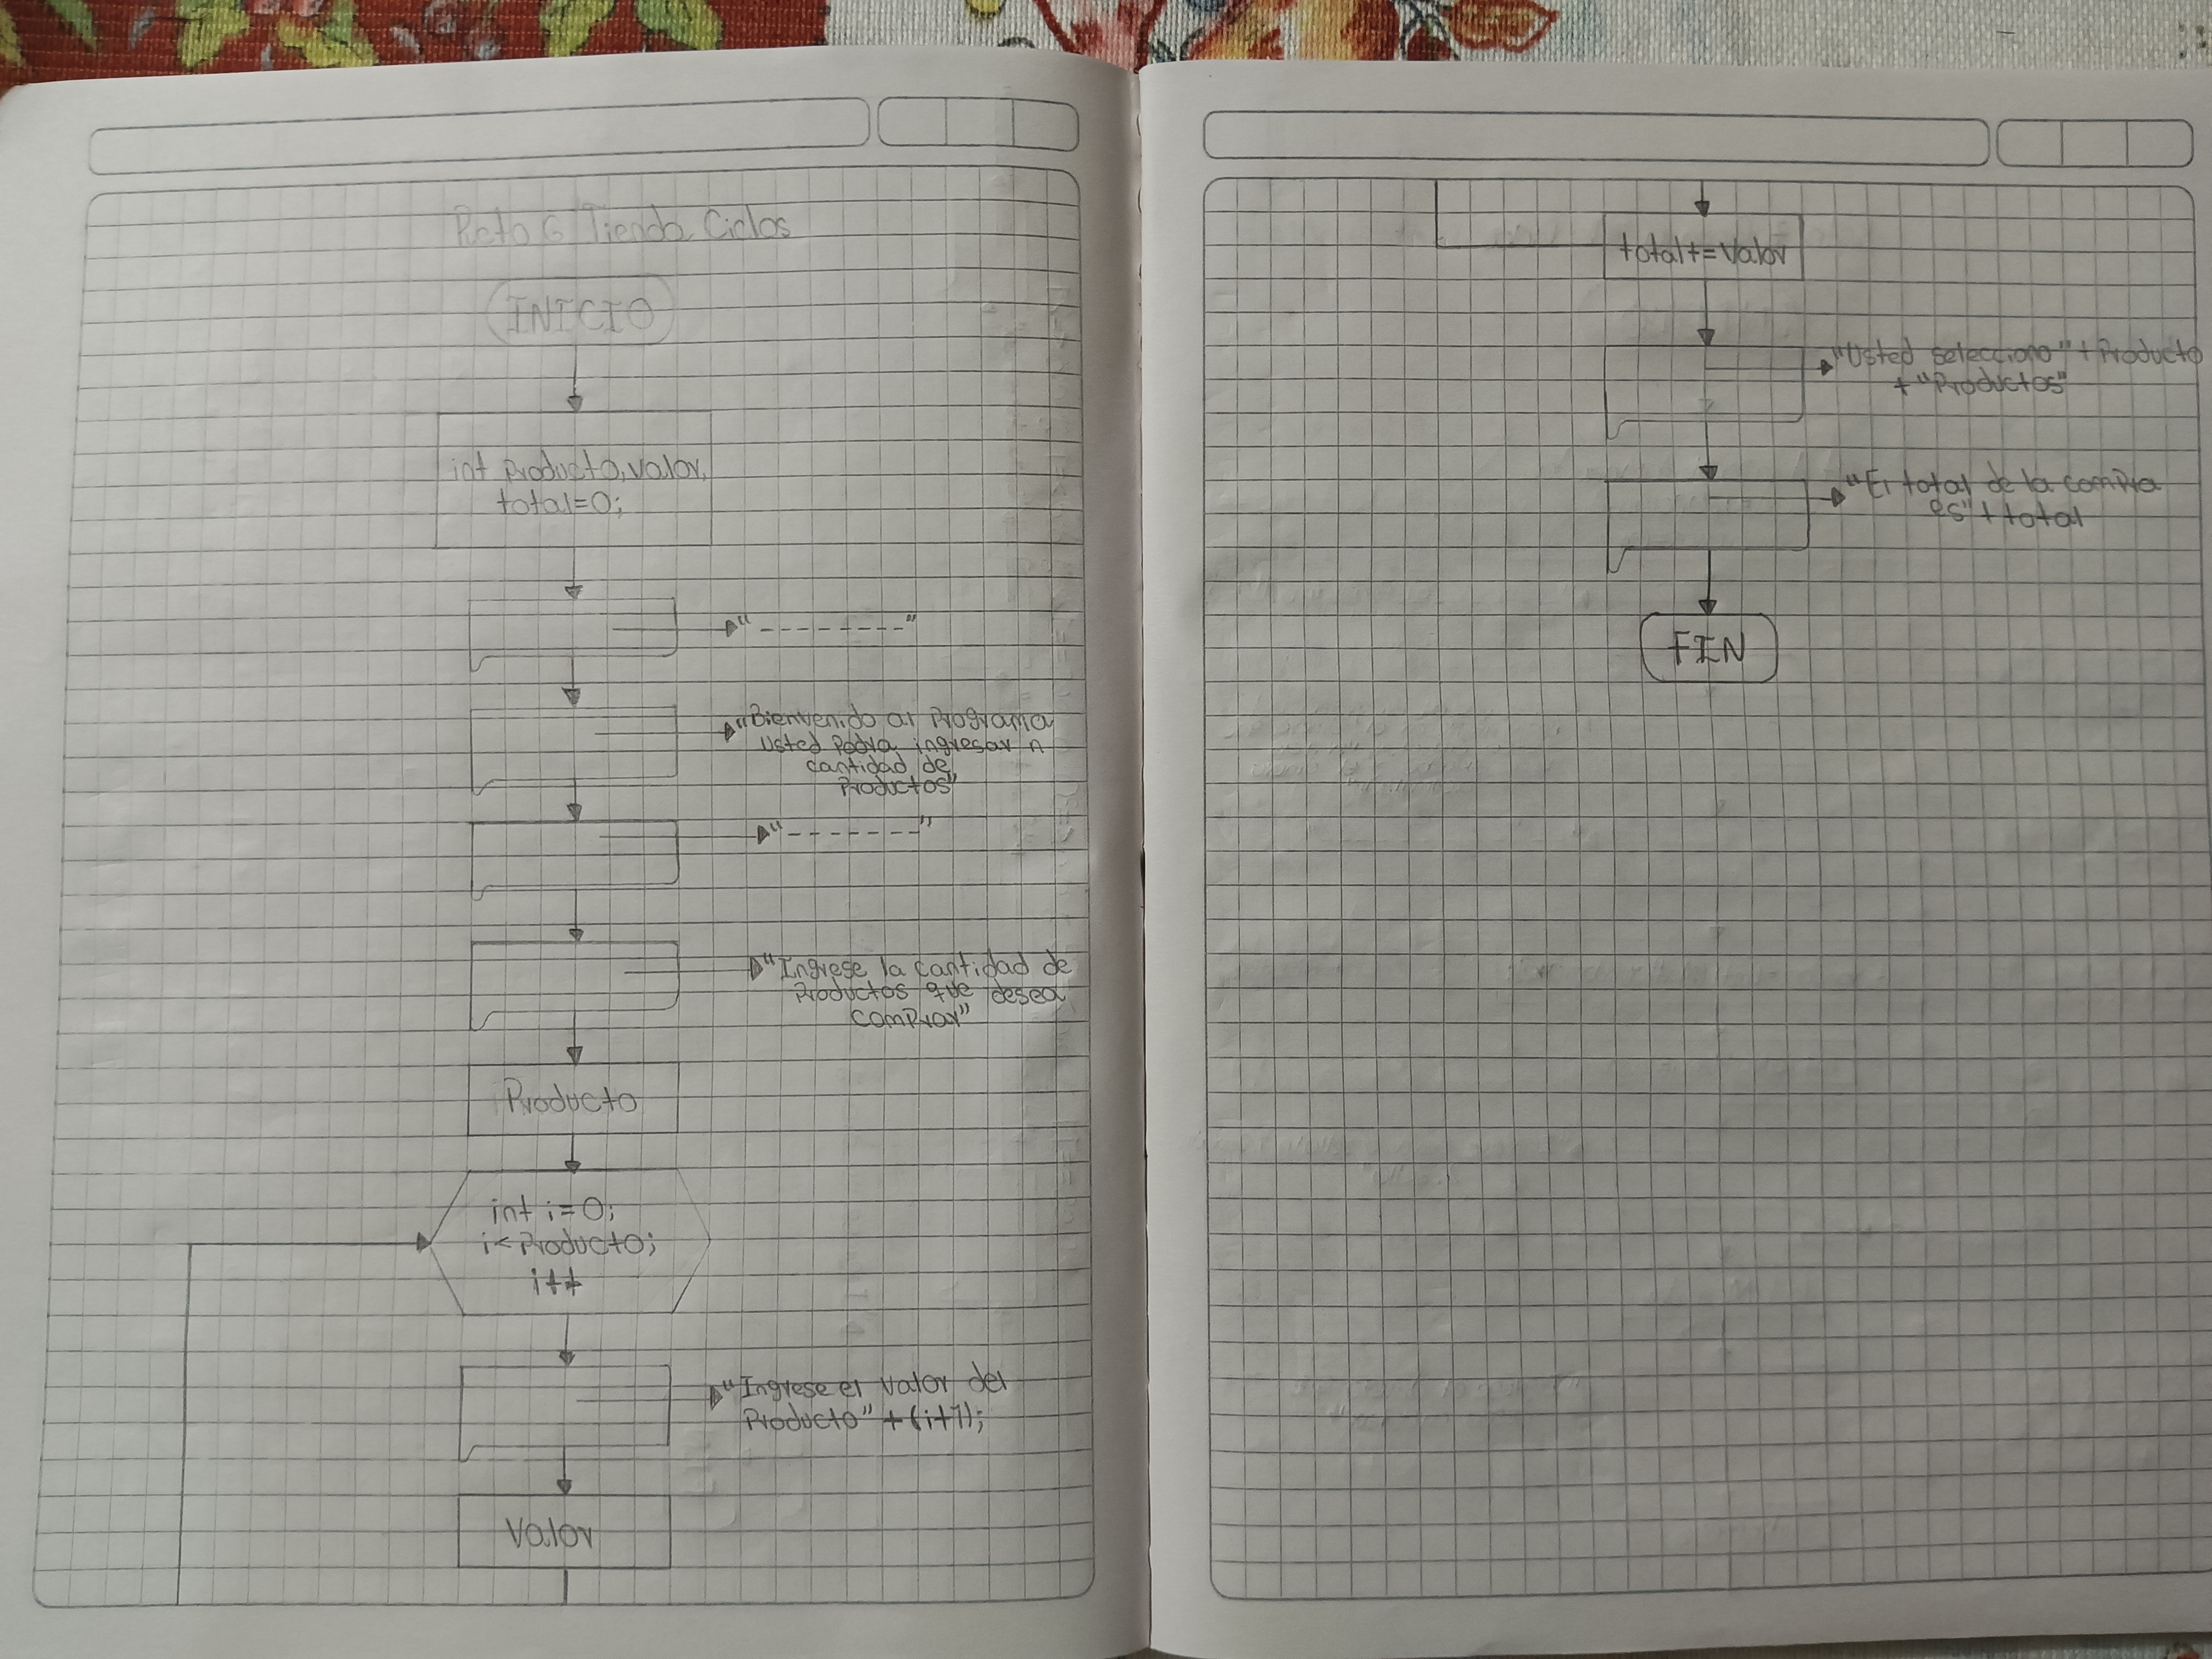 Reto 6 Tienda Ciclos
INICIO
int Producto, valor,
total=0;
"--------"
"Bienvenido al Programa
Usted Podra ingresar n
cantidad de
Productos"
"-------"
"Ingrese la cantidad de
Productos que desea
comprar"
Producto
int i=0;
i<Producto;
i++
"Ingrese el valor del
Producto" + (i+1);
Valor
total+=Valor
"Usted selecciono" + Producto
+ "Productos"
"El total de la compra
es" + total
FIN